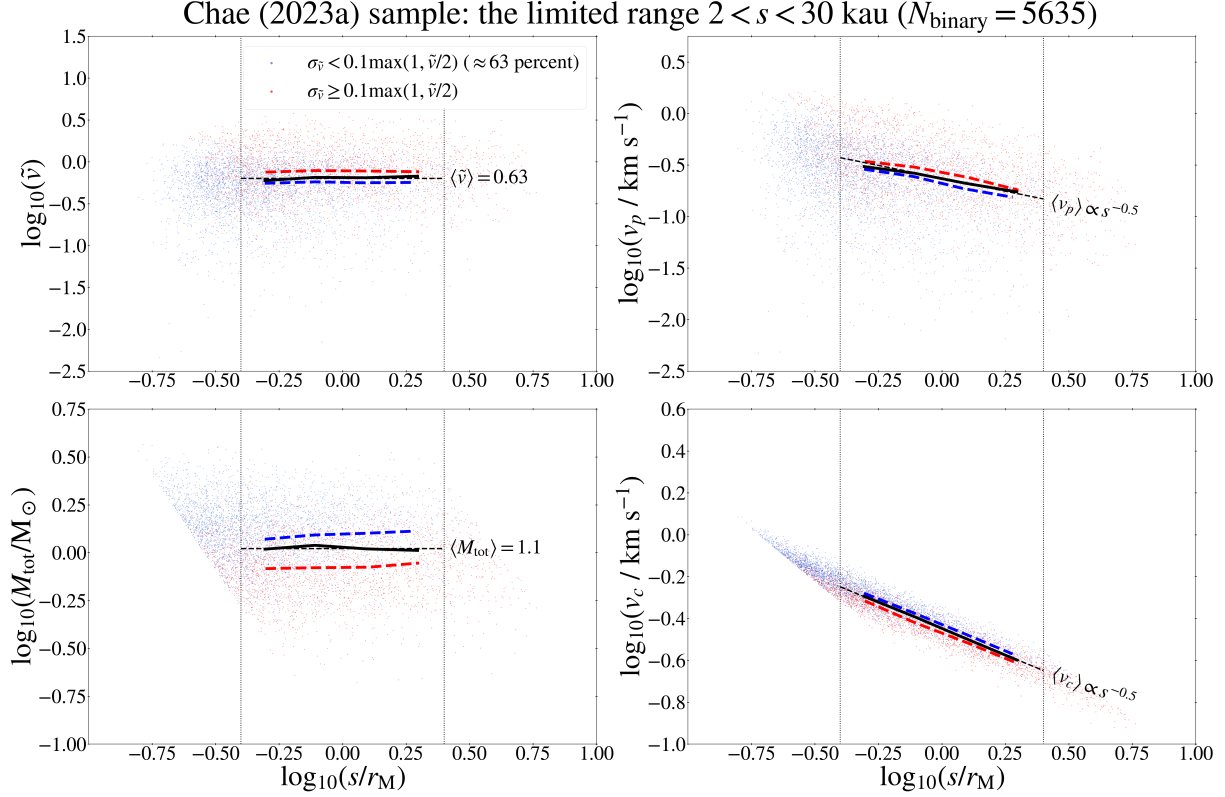 Chae (2023a) sample: the limited range 2 < s < 30 kau (N_binary = 5635)
σ_ṽ < 0.1max(1, ṽ/2) (≈63 percent)
σ_ṽ ≥ 0.1max(1, ṽ/2)
log₁₀(ṽ)
1.5
1.0
0.5
0.0
−0.5
−1.0
−1.5
−2.0
−2.5
⟨ṽ⟩ = 0.63
−0.75 −0.50 −0.25 0.00 0.25 0.50 0.75 1.00
log₁₀(v_p / km s⁻¹)
0.5
0.0
−0.5
−1.0
−1.5
−2.0
−2.5
⟨v_p⟩ ∝ s^−0.5
−0.75 −0.50 −0.25 0.00 0.25 0.50 0.75 1.00
log₁₀(M_tot/M_⊙)
0.75
0.50
0.25
0.00
−0.25
−0.50
−0.75
−1.00
⟨M_tot⟩ = 1.1
−0.75 −0.50 −0.25 0.00 0.25 0.50 0.75 1.00
log₁₀(s/r_M)
log₁₀(v_c / km s⁻¹)
0.6
0.4
0.2
0.0
−0.2
−0.4
−0.6
−0.8
−1.0
⟨v_c⟩ ∝ s^−0.5
−0.75 −0.50 −0.25 0.00 0.25 0.50 0.75 1.00
log₁₀(s/r_M)